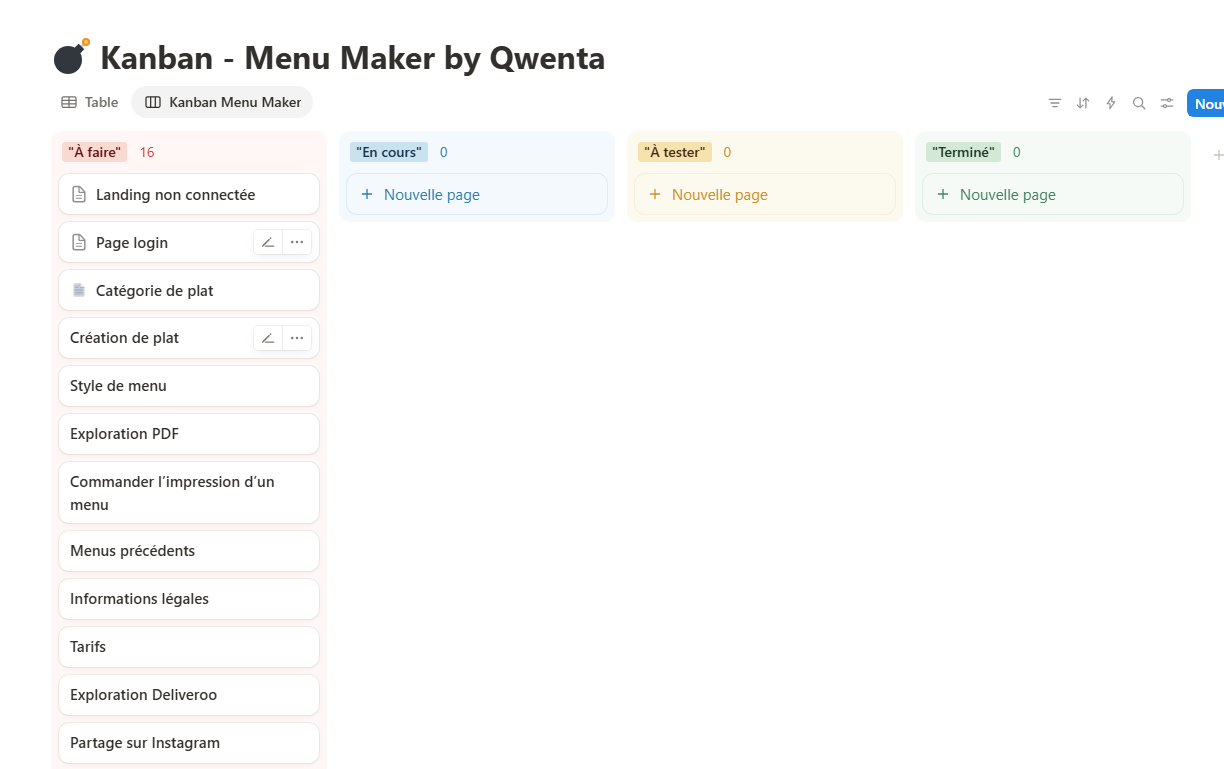 Kanban - Menu Maker by Qwenta
Table
Kanban Menu Maker
Nouv
"À faire" 16
Landing non connectée
Page login
Catégorie de plat
Création de plat
Style de menu
Exploration PDF
Commander l’impression d’un
menu
Menus précédents
Informations légales
Tarifs
Exploration Deliveroo
Partage sur Instagram
"En cours" 0
+ Nouvelle page
"À tester" 0
+ Nouvelle page
"Terminé" 0
+ Nouvelle page